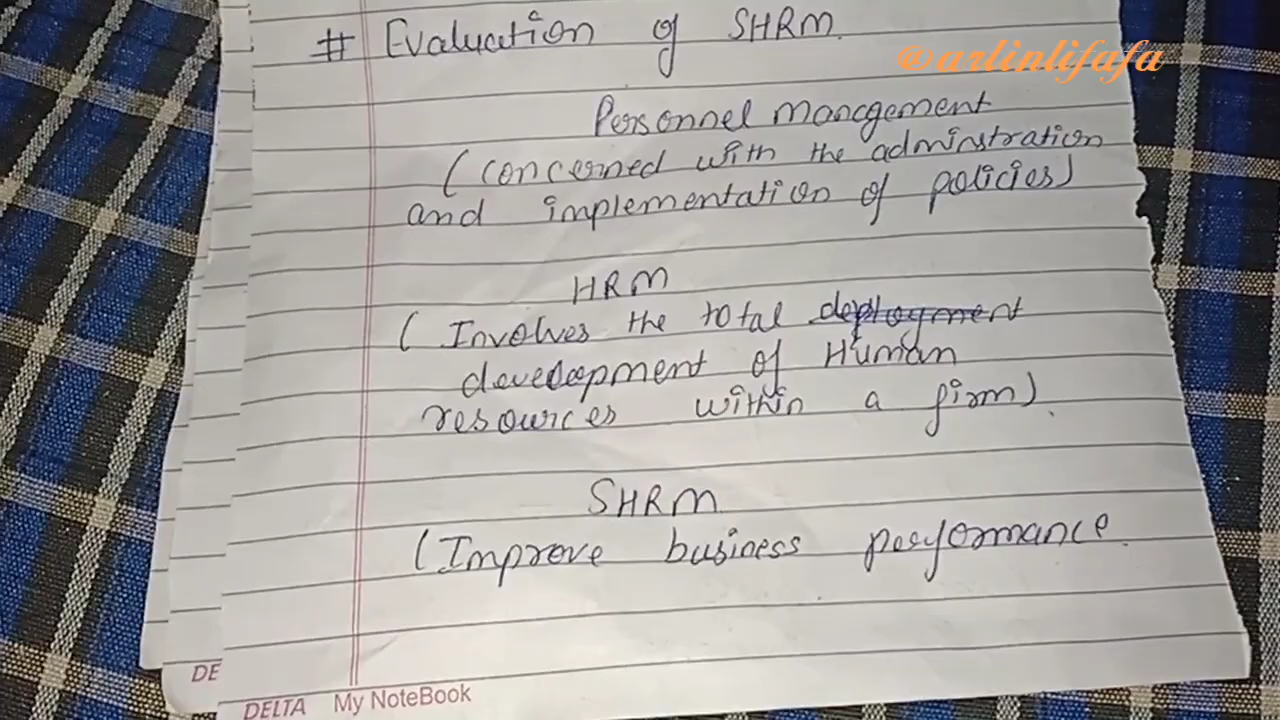 # Evaluation of SHRM.
@arlinlifafa
Personnel management
(concerned with the adminstration
and implementation of policies)
HRM
( Involves the total deployment
development of Human
resources within a firm).
SHRM
(Improve business performance.
DE
DELTA My NoteBook